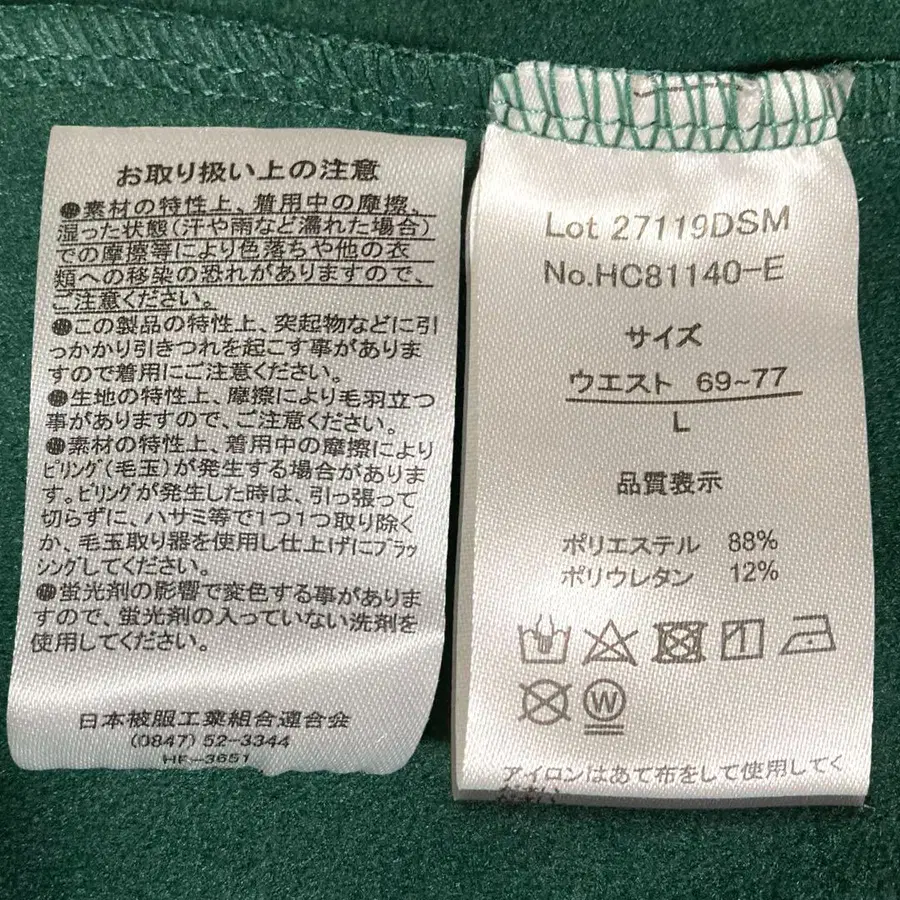 お取り扱い上の注意
●素材の特性上、着用中の摩擦、
湿った状態(汗や雨など濡れた場合)
での摩擦等により色落ちや他の衣
類への移染の恐れがありますので、
ご注意ください。
●この製品の特性上、突起物などに引
っかかり引きつれを起こす事がありま
すので着用にご注意ください。
●生地の特性上、摩擦により毛羽立つ
事がありますので、ご注意ください。
●素材の特性上、着用中の摩擦により
ピリング(毛玉)が発生する場合がありま
す。ピリングが発生した時は、引っ張って
切らずに、ハサミ等で1つ1つ取り除く
か、毛玉取り器を使用し仕上げにブラッ
シングしてください。
●蛍光剤の影響で変色する事がありま
すので、蛍光剤の入っていない洗剤を
使用してください。
日本被服工業組合連合会
(0847) 52-3344
HF-3651
Lot 27119DSM
No.HC81140-E
サイズ
ウエスト 69~77
L
品質表示
ポリエステル 88%
ポリウレタン 12%
W
アイロンはあて布をして使用してく
ださい